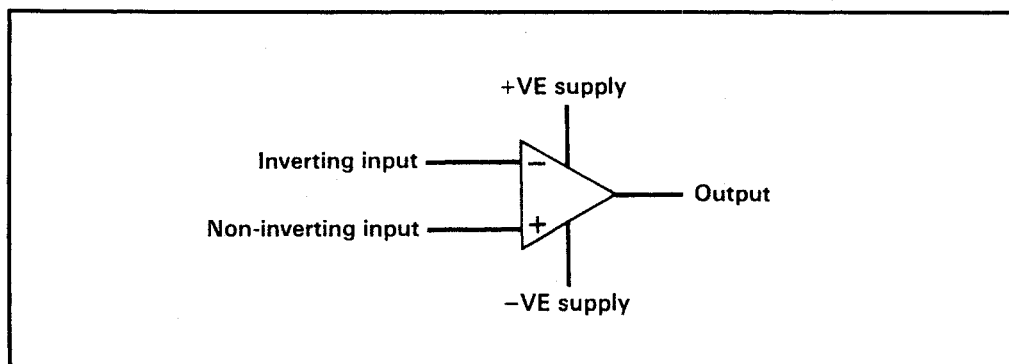 +VE supply
Inverting input
−
Output
Non-inverting input
+
−VE supply